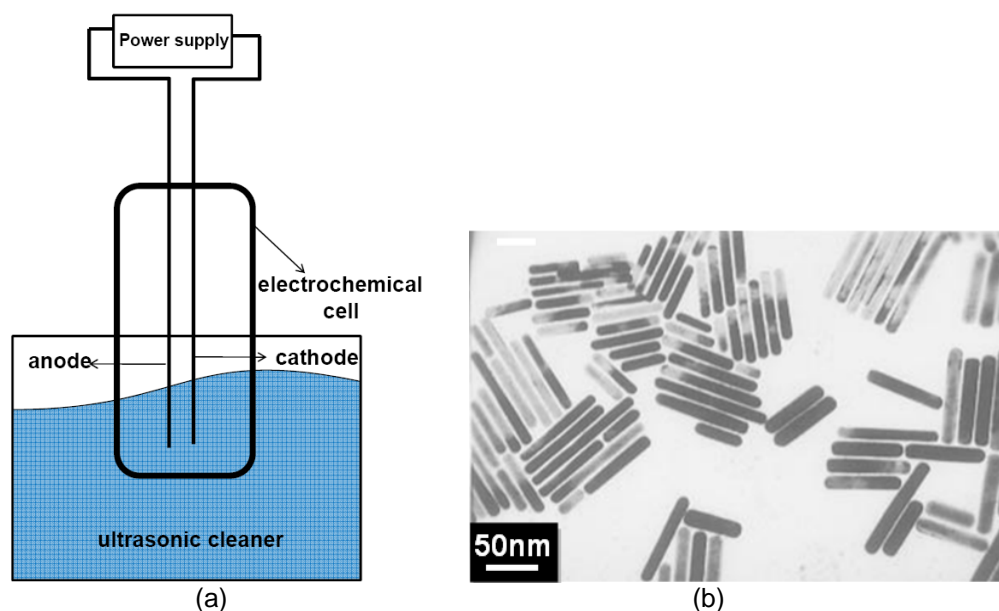 Power supply
electrochemical
cell
anode
cathode
ultrasonic cleaner
50nm
(a)
(b)